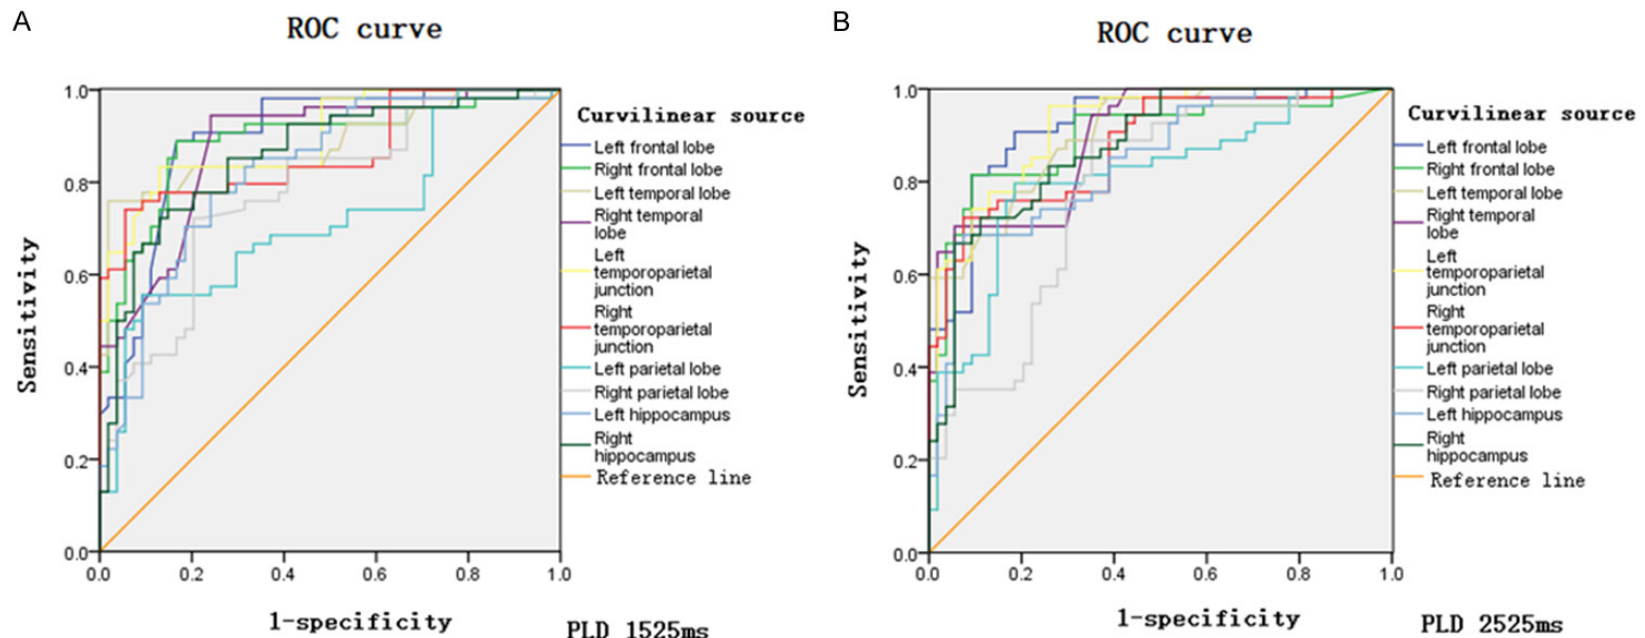 A
ROC curve
Sensitivity
1.0
0.8
0.6
0.4
0.2
0.0
0.0 0.2 0.4 0.6 0.8 1.0
1-specificity
PLD 1525ms
Curvilinear source
Left frontal lobe
Right frontal lobe
Left temporal lobe
Right temporal
lobe
Left
temporoparietal
junction
Right
temporoparietal
junction
Left parietal lobe
Right parietal lobe
Left hippocampus
Right
hippocampus
Reference line
B
ROC curve
Sensitivity
1.0
0.8
0.6
0.4
0.2
0.0
0.0 0.2 0.4 0.6 0.8 1.0
1-specificity
PLD 2525ms
Curvilinear source
Left frontal lobe
Right frontal lobe
Left temporal lobe
Right temporal
lobe
Left
temporoparietal
junction
Right
temporoparietal
junction
Left parietal lobe
Right parietal lobe
Left hippocampus
Right
hippocampus
Reference line